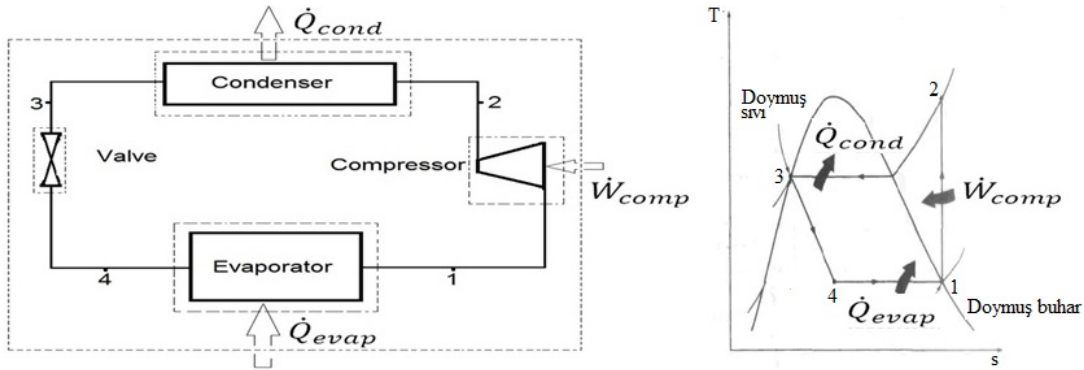 Q̇cond
Condenser
3
2
Valve
Compressor
Ẇcomp
Evaporator
4
1
Q̇evap
T
2
Doymuş
sıvı
Q̇cond
3
Ẇcomp
4
1
Q̇evap
Doymuş buhar
s